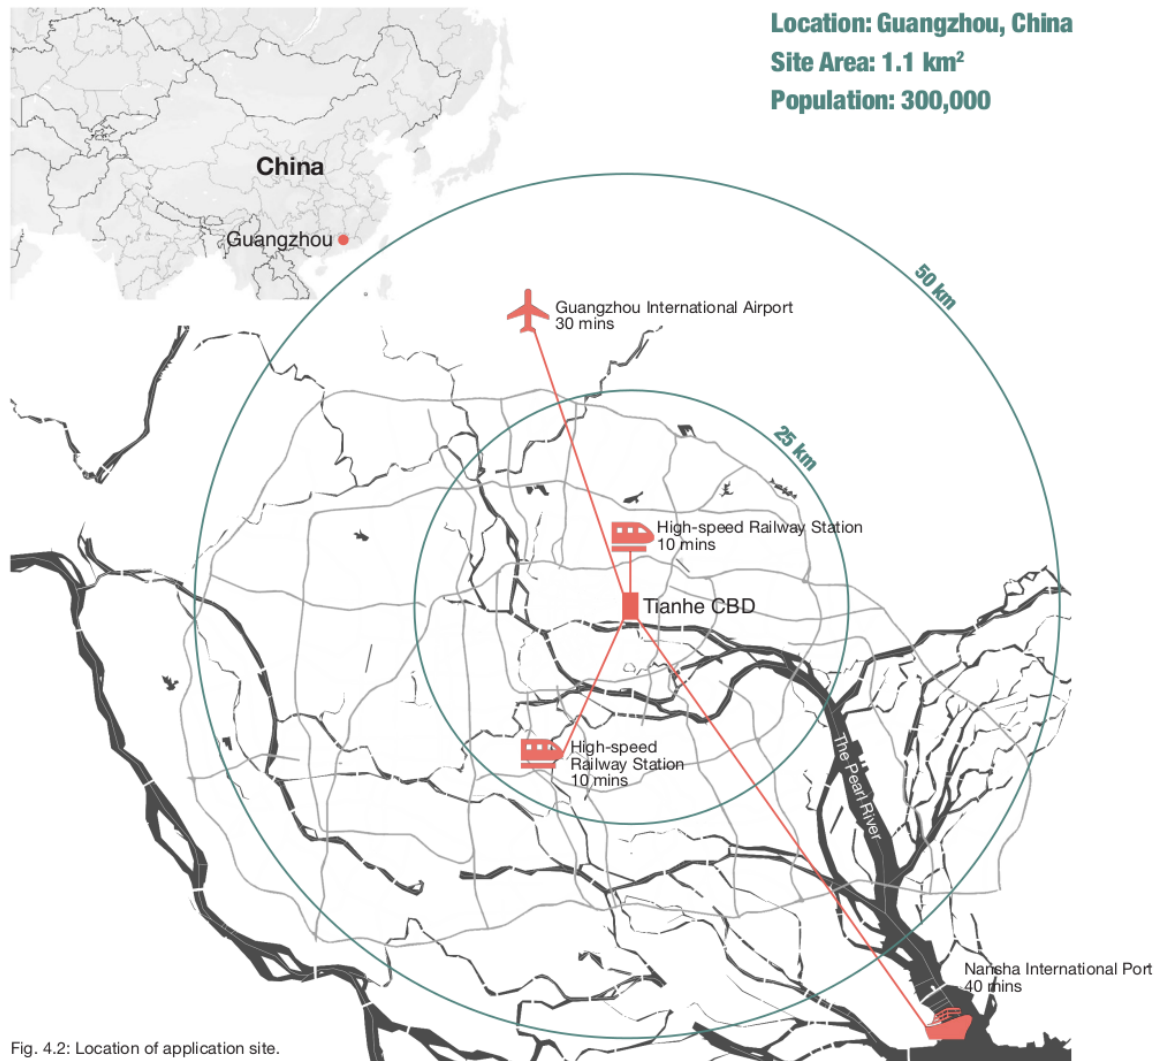 Location: Guangzhou, China
Site Area: 1.1 km²
Population: 300,000
China
Guangzhou
50 km
Guangzhou International Airport
30 mins
25 km
High-speed Railway Station
10 mins
Tianhe CBD
High-speed
Railway Station
10 mins
The Pearl River
Nansha International Port
40 mins
Fig. 4.2: Location of application site.